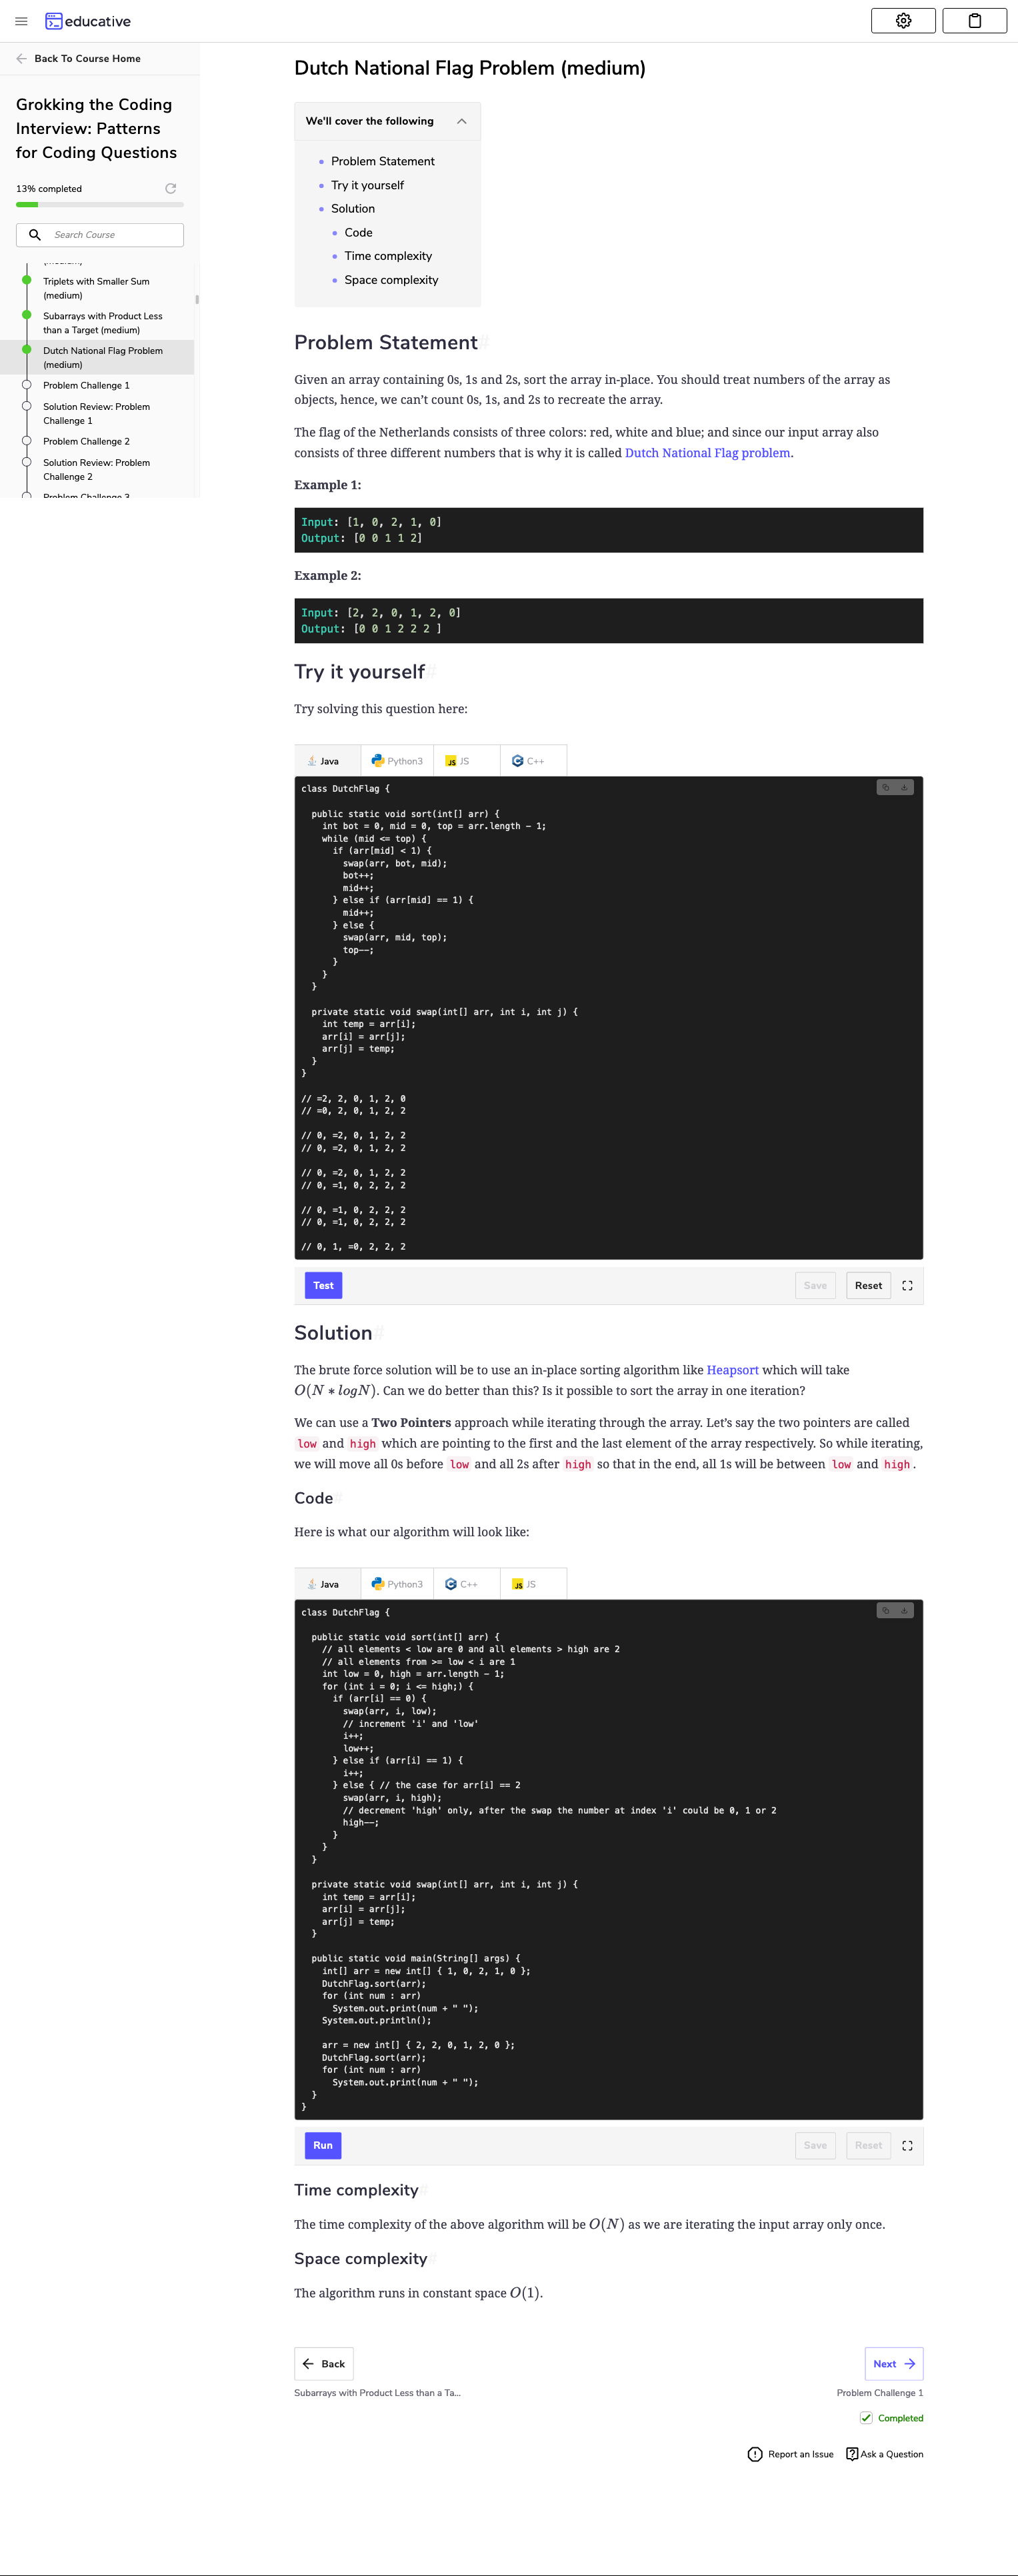 educative
Back To Course Home
Grokking the Coding
Interview: Patterns
for Coding Questions
13% completed
Search Course
(medium)
Triplets with Smaller Sum
(medium)
Subarrays with Product Less
than a Target (medium)
Dutch National Flag Problem
(medium)
Problem Challenge 1
Solution Review: Problem
Challenge 1
Problem Challenge 2
Solution Review: Problem
Challenge 2
Problem Challenge 3
Dutch National Flag Problem (medium)
We'll cover the following
Problem Statement
Try it yourself
Solution
Code
Time complexity
Space complexity
Problem Statement#
Given an array containing 0s, 1s and 2s, sort the array in-place. You should treat numbers of the array as
objects, hence, we can’t count 0s, 1s, and 2s to recreate the array.
The flag of the Netherlands consists of three colors: red, white and blue; and since our input array also
consists of three different numbers that is why it is called Dutch National Flag problem.
Example 1:
Input: [1, 0, 2, 1, 0]
Output: [0 0 1 1 2]
Example 2:
Input: [2, 2, 0, 1, 2, 0]
Output: [0 0 1 2 2 2 ]
Try it yourself#
Try solving this question here:
Java Python3 JS C++
class DutchFlag {
public static void sort(int[] arr) {
int bot = 0, mid = 0, top = arr.length - 1;
while (mid <= top) {
if (arr[mid] < 1) {
swap(arr, bot, mid);
bot++;
mid++;
} else if (arr[mid] == 1) {
mid++;
} else {
swap(arr, mid, top);
top--;
}
}
}
private static void swap(int[] arr, int i, int j) {
int temp = arr[i];
arr[i] = arr[j];
arr[j] = temp;
}
}
// =2, 2, 0, 1, 2, 0
// =0, 2, 0, 1, 2, 2
// 0, =2, 0, 1, 2, 2
// 0, =2, 0, 1, 2, 2
// 0, =2, 0, 1, 2, 2
// 0, =1, 0, 2, 2, 2
// 0, =1, 0, 2, 2, 2
// 0, =1, 0, 2, 2, 2
// 0, 1, =0, 2, 2, 2
Test Save Reset
Solution#
The brute force solution will be to use an in-place sorting algorithm like Heapsort which will take
O(N ∗ logN). Can we do better than this? Is it possible to sort the array in one iteration?
We can use a Two Pointers approach while iterating through the array. Let’s say the two pointers are called
low and high which are pointing to the first and the last element of the array respectively. So while iterating,
we will move all 0s before low and all 2s after high so that in the end, all 1s will be between low and high.
Code#
Here is what our algorithm will look like:
Java Python3 C++ JS
class DutchFlag {
public static void sort(int[] arr) {
// all elements < low are 0 and all elements > high are 2
// all elements from >= low < i are 1
int low = 0, high = arr.length - 1;
for (int i = 0; i <= high;) {
if (arr[i] == 0) {
swap(arr, i, low);
// increment 'i' and 'low'
i++;
low++;
} else if (arr[i] == 1) {
i++;
} else { // the case for arr[i] == 2
swap(arr, i, high);
// decrement 'high' only, after the swap the number at index 'i' could be 0, 1 or 2
high--;
}
}
}
private static void swap(int[] arr, int i, int j) {
int temp = arr[i];
arr[i] = arr[j];
arr[j] = temp;
}
public static void main(String[] args) {
int[] arr = new int[] { 1, 0, 2, 1, 0 };
DutchFlag.sort(arr);
for (int num : arr)
System.out.print(num + " ");
System.out.println();
arr = new int[] { 2, 2, 0, 1, 2, 0 };
DutchFlag.sort(arr);
for (int num : arr)
System.out.print(num + " ");
}
}
Run Save Reset
Time complexity#
The time complexity of the above algorithm will be O(N) as we are iterating the input array only once.
Space complexity#
The algorithm runs in constant space O(1).
Back
Next
Subarrays with Product Less than a Ta...
Problem Challenge 1
Completed
Report an Issue
Ask a Question